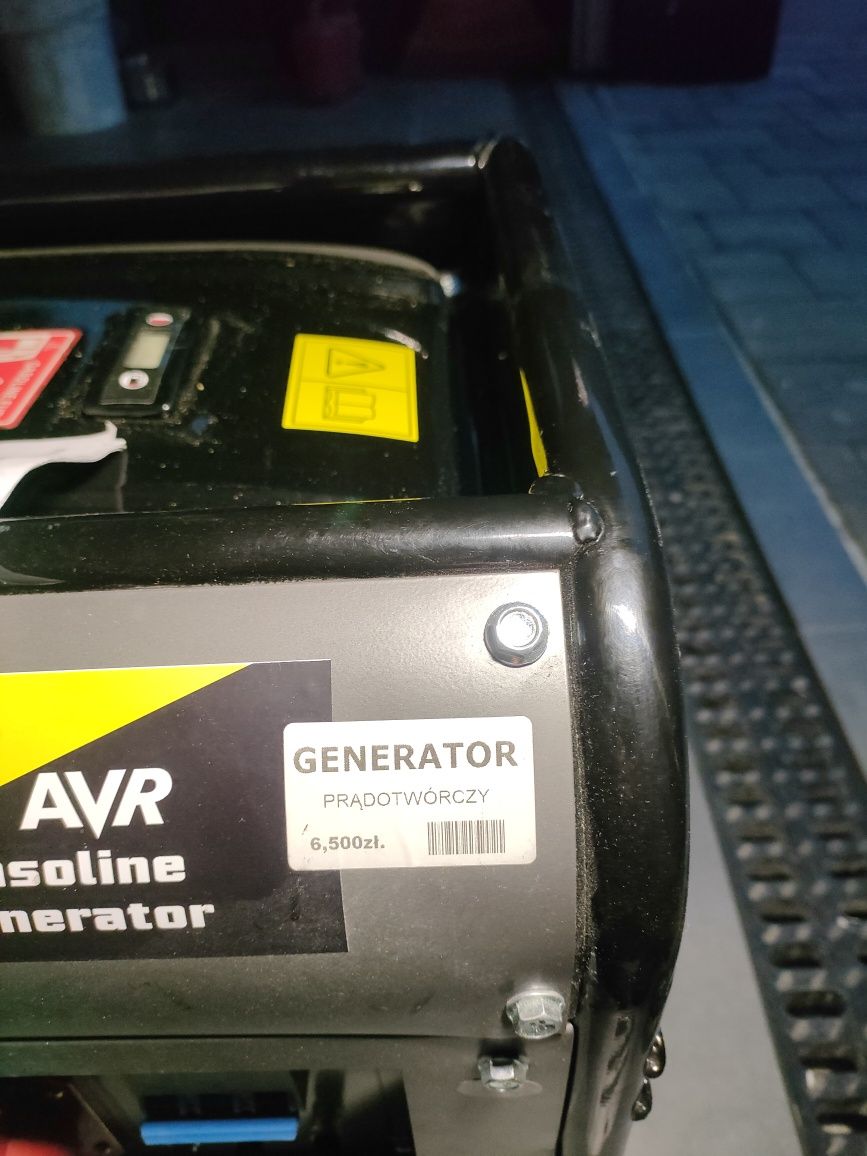 AVR
asoline
nerator
GENERATOR
PRĄDOTWÓRCZY
6,500zł.